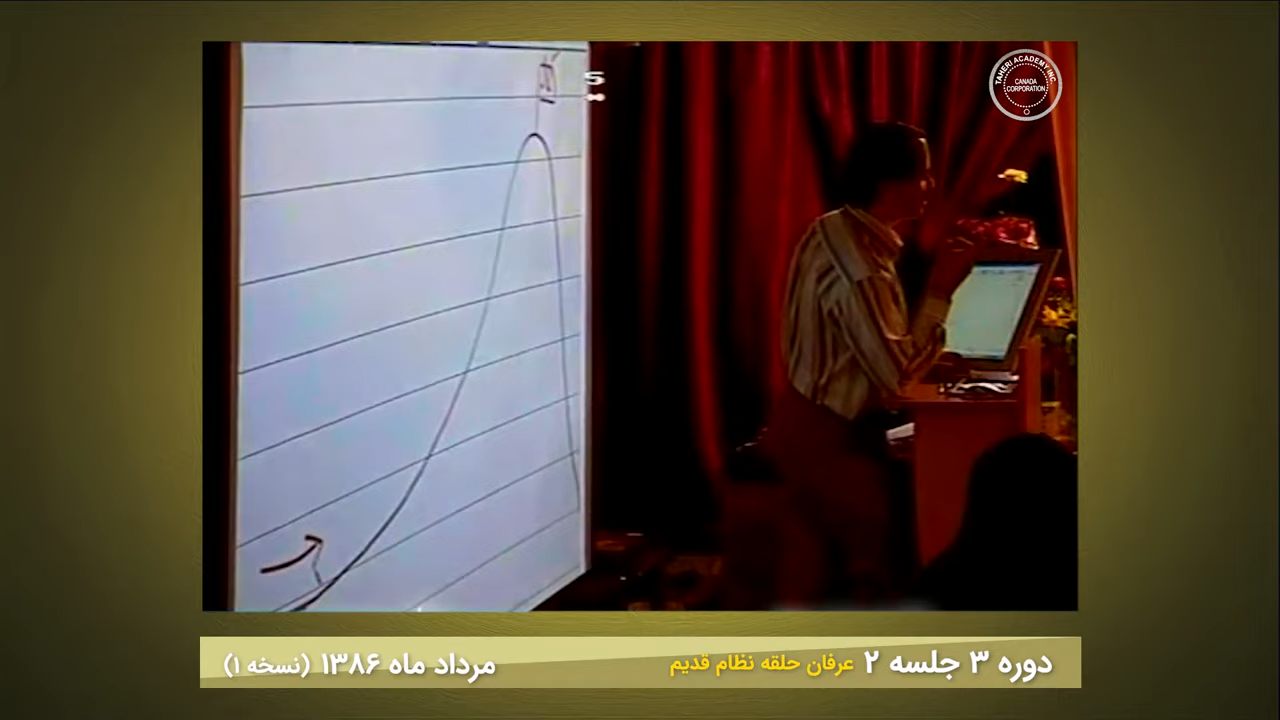 TAHERI ACADEMY INC.
CANADA
CORPORATION
5
دوره ۳ جلسه ۲ عرفان حلقه نظام قدیم
مرداد ماه ۱۳۸۶ (نسخه ۱)